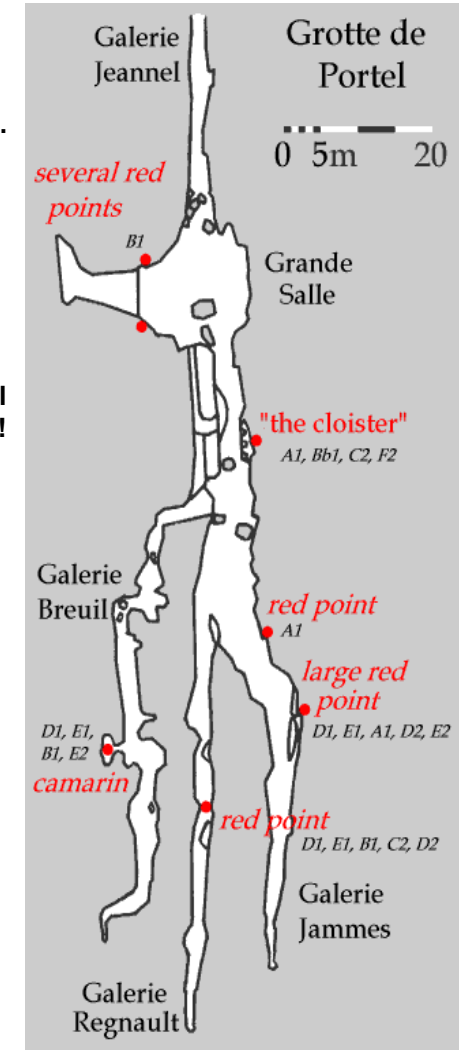 Galerie
Jeannel
Grotte de
Portel
.
0 5m 20
several red
points
B1
Grande
Salle
l
!
"the cloister"
A1, Bb1, C2, F2
Galerie
Breuil
red point
A1
large red
point
D1, E1, A1, D2, E2
D1, E1,
B1, E2
camarin
red point
D1, E1, B1, C2, D2
Galerie
Jammes
Galerie
Regnault